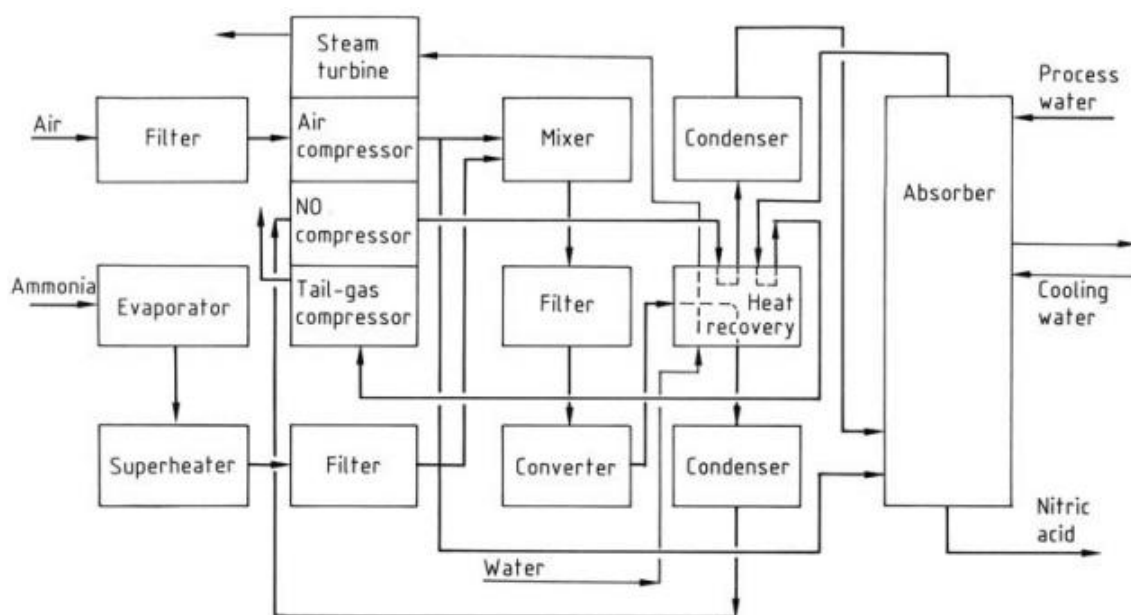 Steam
turbine
Process
water
Air
Filter
Air
compressor
Mixer
Condenser
Absorber
NO
compressor
Ammonia
Evaporator
Tail-gas
compressor
Filter
Heat
recovery
Cooling
water
Superheater
Filter
Converter
Condenser
Nitric
acid
Water